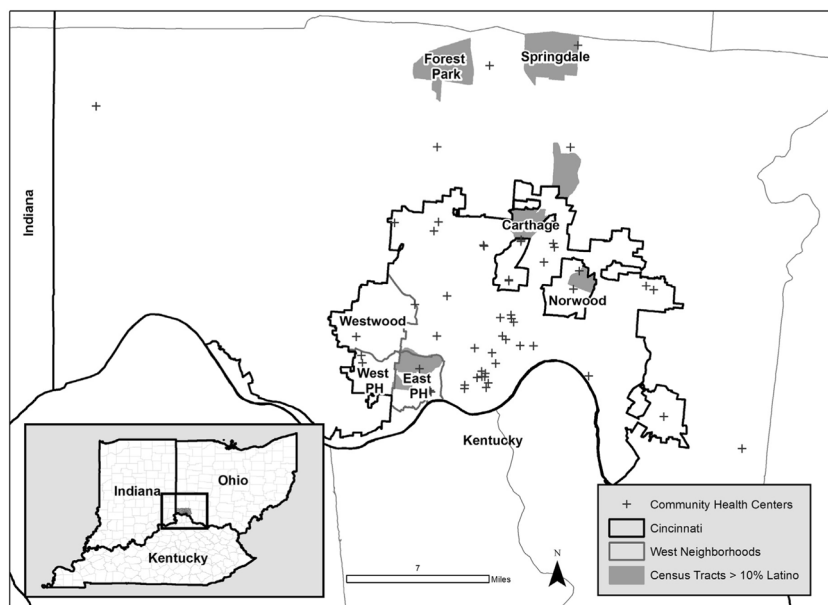 Forest
Park
Springdale
Indiana
Carthage
Norwood
Westwood
West
PH
East
PH
Kentucky
Indiana
Ohio
Kentucky
7
Miles
N
Community Health Centers
Cincinnati
West Neighborhoods
Census Tracts > 10% Latino